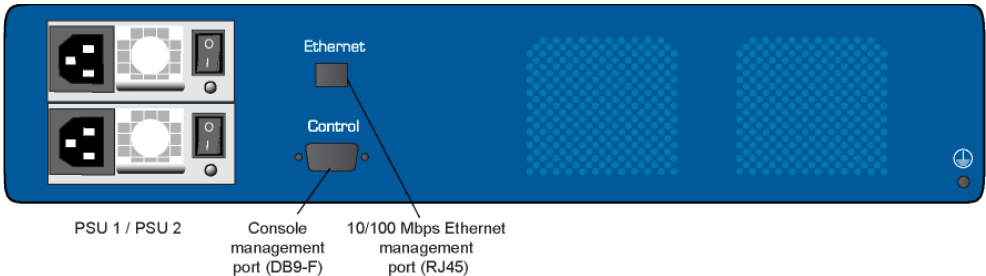 Ethernet
Control
PSU 1 / PSU 2
Console
management
port (DB9-F)
10/100 Mbps Ethernet
management
port (RJ45)